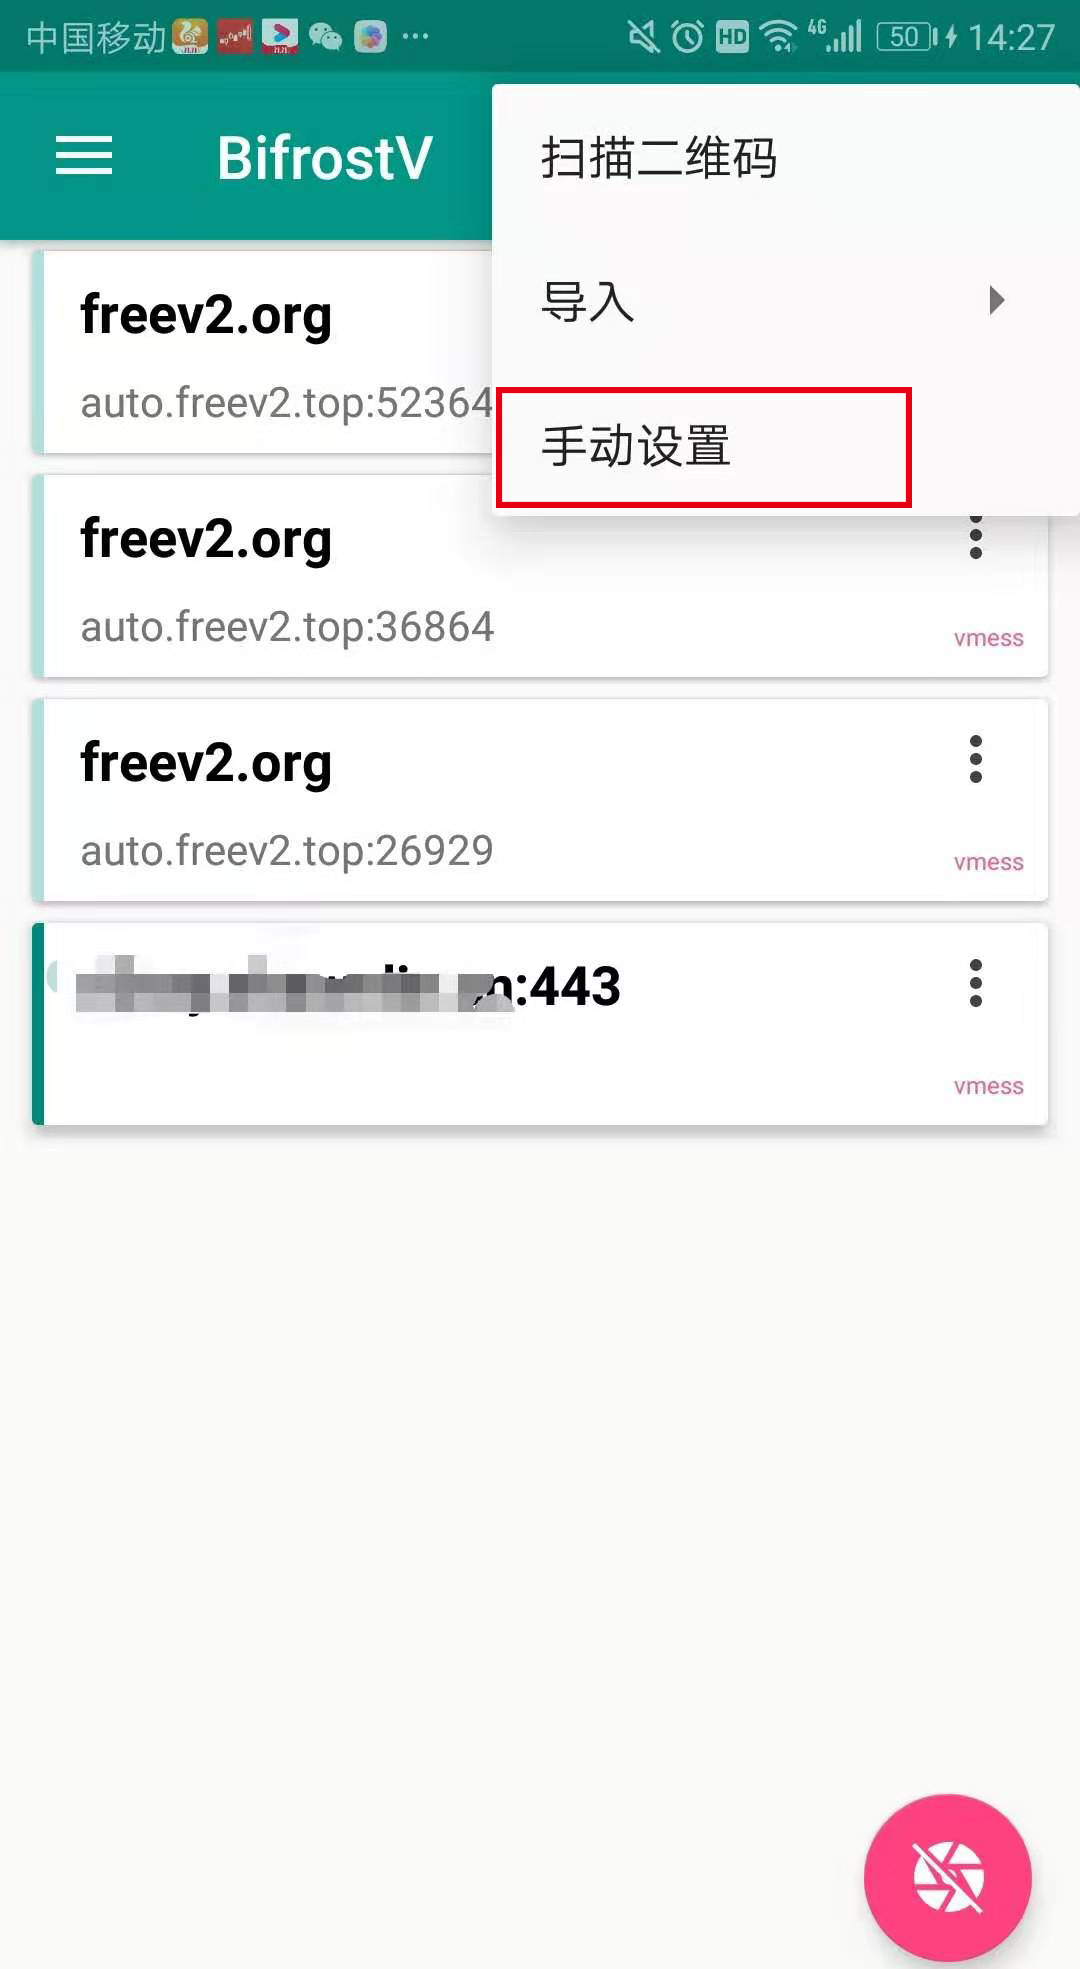 中国移动
HD
4G
50
14:27
BifrostV
扫描二维码
导入
手动设置
freev2.org
auto.freev2.top:52364
freev2.org
auto.freev2.top:36864
vmess
freev2.org
auto.freev2.top:26929
vmess
:443
vmess